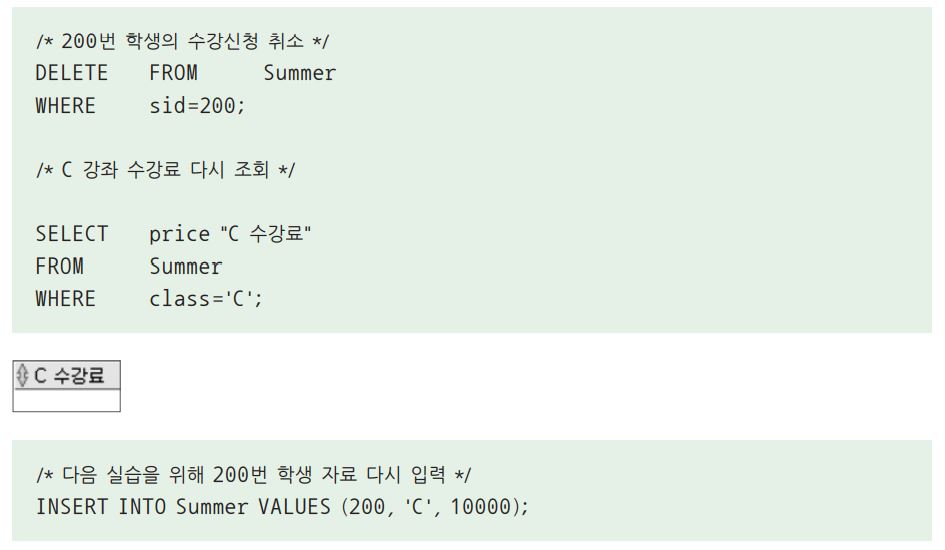 /* 200번 학생의 수강신청 취소 */
DELETE FROM Summer
WHERE sid=200;
/* C 강좌 수강료 다시 조회 */
SELECT price "C 수강료"
FROM Summer
WHERE class='C';
C 수강료
/* 다음 실습을 위해 200번 학생 자료 다시 입력 */
INSERT INTO Summer VALUES (200, 'C', 10000);